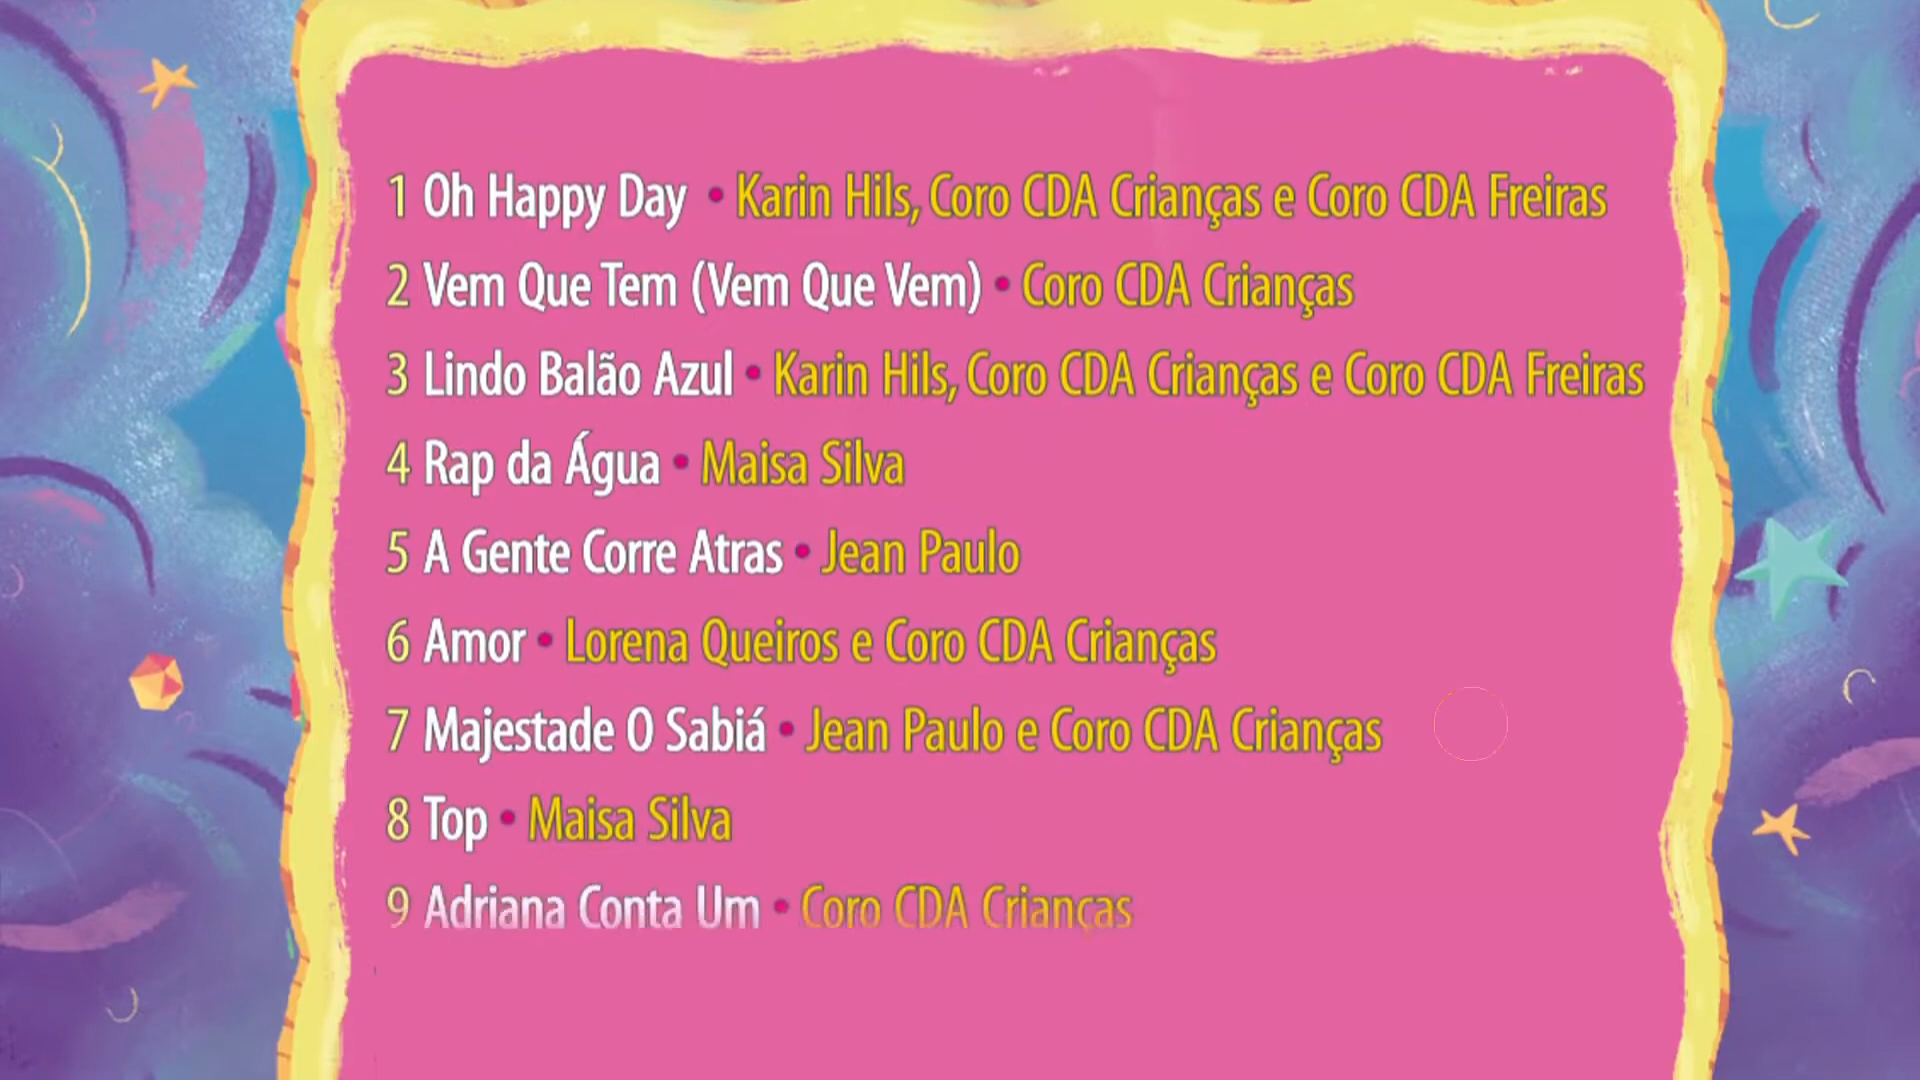 1 Oh Happy Day • Karin Hils, Coro CDA Crianças e Coro CDA Freiras
2 Vem Que Tem (Vem Que Vem) • Coro CDA Crianças
3 Lindo Balão Azul • Karin Hils, Coro CDA Crianças e Coro CDA Freiras
4 Rap da Água • Maisa Silva
5 A Gente Corre Atras • Jean Paulo
6 Amor • Lorena Queiros e Coro CDA Crianças
7 Majestade O Sabiá • Jean Paulo e Coro CDA Crianças
8 Top • Maisa Silva
9 Adriana Conta Um • Coro CDA Crianças